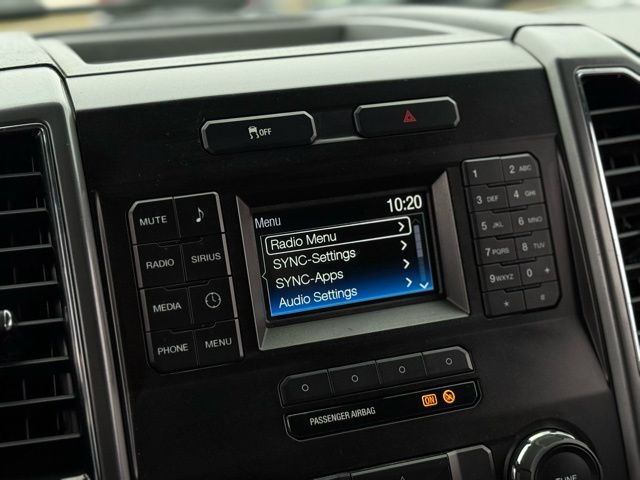 OFF
10:20
Menu
Radio Menu
SYNC-Settings
SYNC-Apps
Audio Settings
MUTE
RADIO SIRIUS
MEDIA
PHONE MENU
1 2 ABC
3 DEF 4 GHI
5 JKL 6 MNO
7 PQRS 8 TUV
9 WXYZ 0 +
* #
PASSENGER AIRBAG ON
TUNE